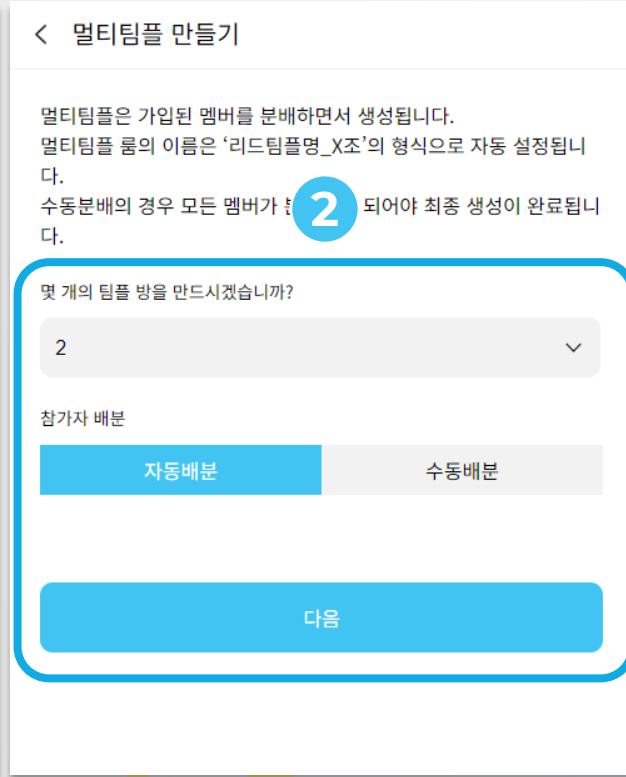 멀티팀플 만들기
멀티팀플은 가입된 멤버를 분배하면서 생성됩니다.
멀티팀플 룸의 이름은 ‘리드팀플명_X조’의 형식으로 자동 설정됩니
다.
수동분배의 경우 모든 멤버가 되어야 최종 생성이 완료됩니
다.
2
몇 개의 팀플 방을 만드시겠습니까?
2
참가자 배분
자동배분 수동배분
다음